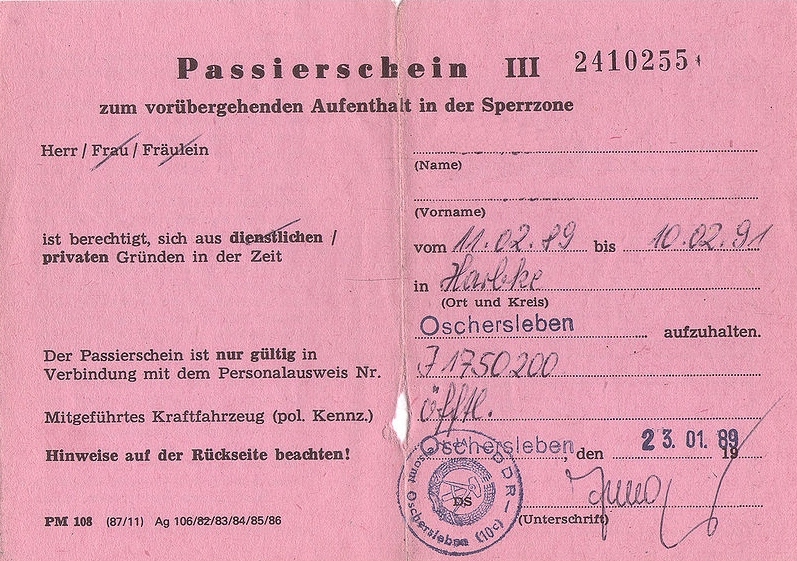 Passierschein III 2410255
zum vorübergehenden Aufenthalt in der Sperrzone
Herr / Frau / Fräulein
(Name)
(Vorname)
ist berechtigt, sich aus dienstlichen /
privaten Gründen in der Zeit
vom 11.02.89 bis 10.02.91
in Harbke
(Ort und Kreis)
Oschersleben aufzuhalten.
Der Passierschein ist nur gültig in
Verbindung mit dem Personalausweis Nr. J 1750200
Mitgeführtes Kraftfahrzeug (pol. Kennz.) öfftl.
Hinweise auf der Rückseite beachten!
Oschersleben, den 23.01.89 19
DDR
Oschersleben (10c)
DS
(Unterschrift)
PM 108 (87/11) Ag 106/82/83/84/85/86